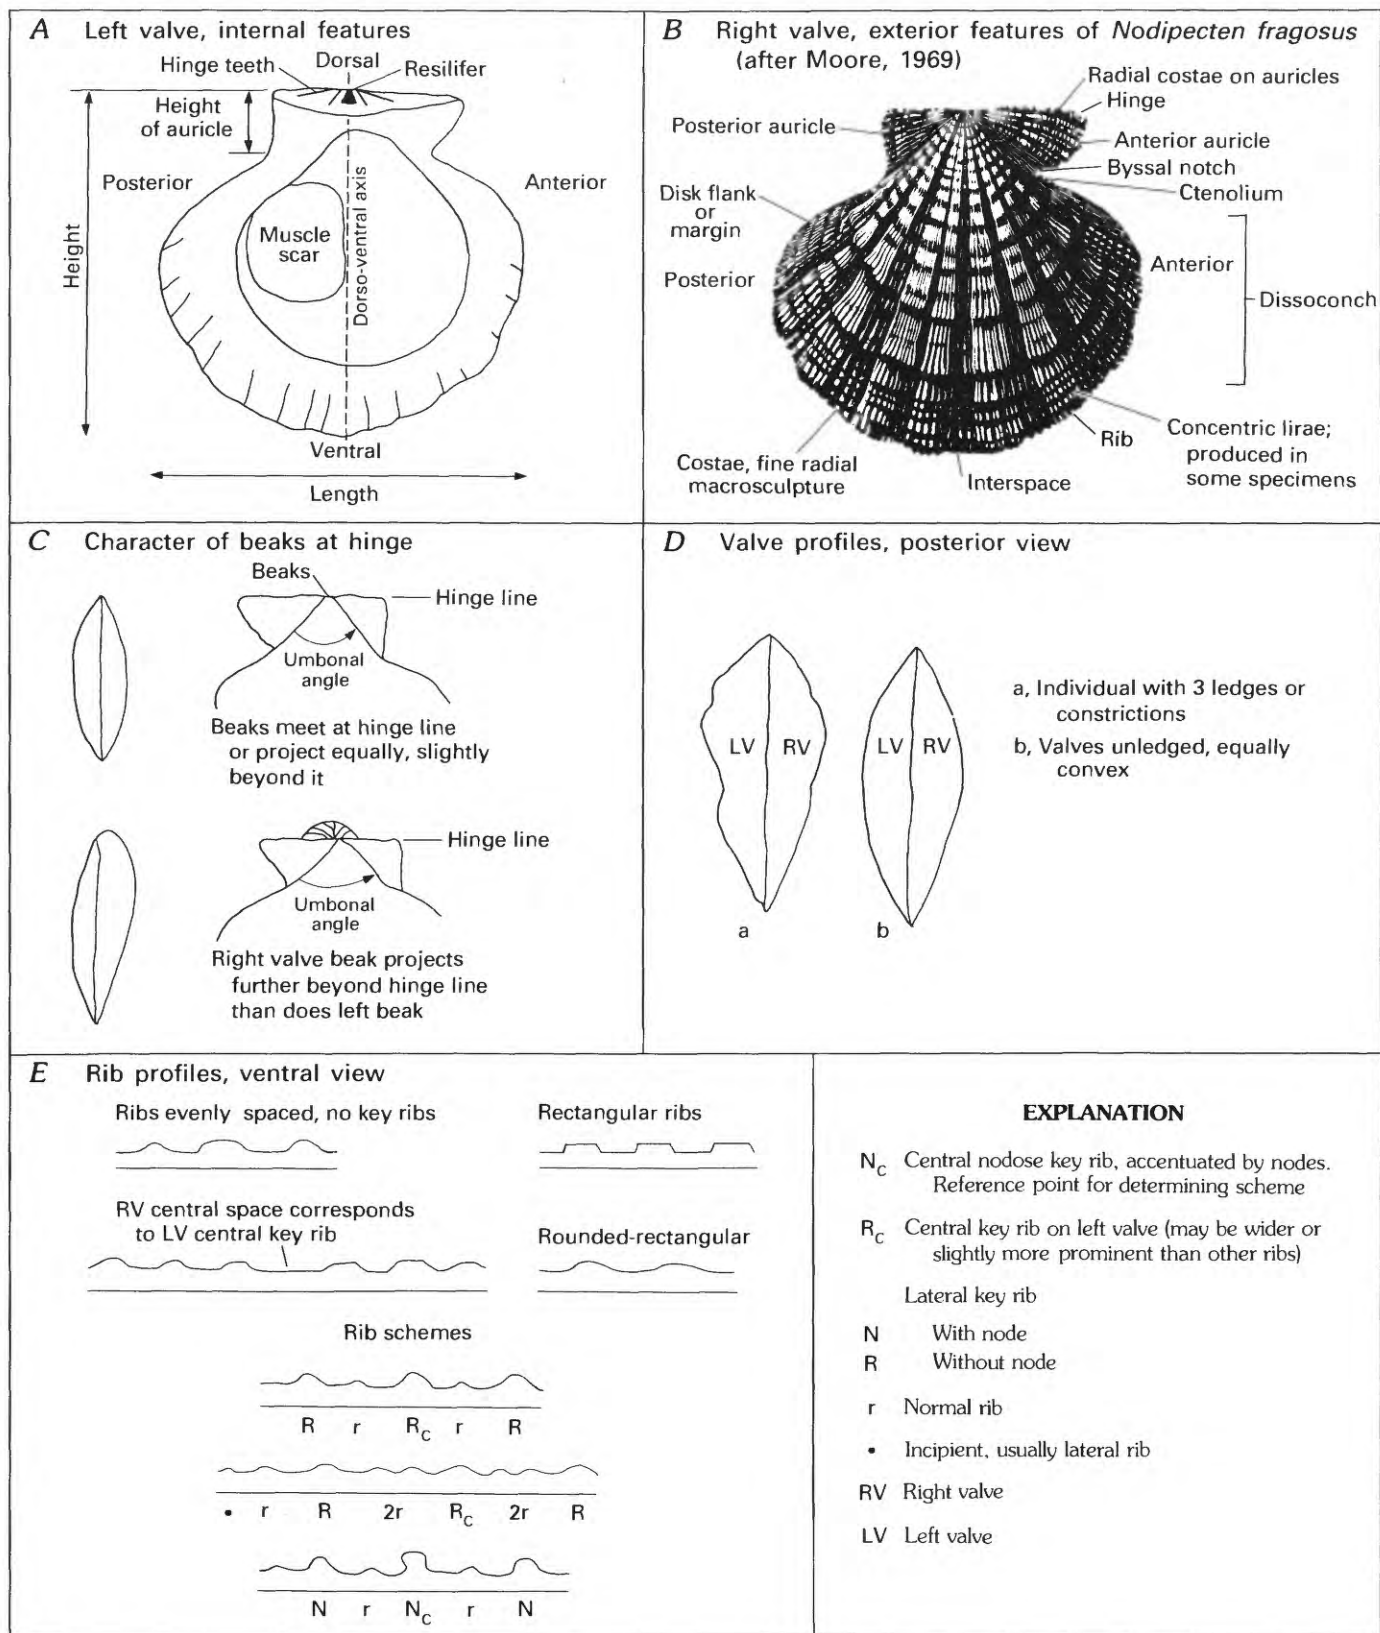 A Left valve, internal features
Hinge teeth
Dorsal
Resilifer
Height
of auricle
Posterior
Anterior
Height
Muscle
scar
Dorso-ventral axis
Ventral
Length
B Right valve, exterior features of Nodipecten fragosus
(after Moore, 1969)
Radial costae on auricles
Hinge
Posterior auricle
Anterior auricle
Byssal notch
Ctenolium
Disk flank
or
margin
Posterior
Anterior
Dissoconch
Concentric lirae;
produced in
some specimens
Rib
Costae, fine radial
macrosculpture
Interspace
C Character of beaks at hinge
Beaks
Hinge line
Umbonal
angle
Beaks meet at hinge line
or project equally, slightly
beyond it
Hinge line
Umbonal
angle
Right valve beak projects
further beyond hinge line
than does left beak
D Valve profiles, posterior view
LV RV
LV RV
a
b
a, Individual with 3 ledges or
constrictions
b, Valves unledged, equally
convex
E Rib profiles, ventral view
Ribs evenly spaced, no key ribs
Rectangular ribs
RV central space corresponds
to LV central key rib
Rounded-rectangular
Rib schemes
R r Rc r R
• r R 2r Rc 2r R
N r Nc r N
EXPLANATION
Nc Central nodose key rib, accentuated by nodes.
Reference point for determining scheme
Rc Central key rib on left valve (may be wider or
slightly more prominent than other ribs)
Lateral key rib
N With node
R Without node
r Normal rib
• Incipient, usually lateral rib
RV Right valve
LV Left valve